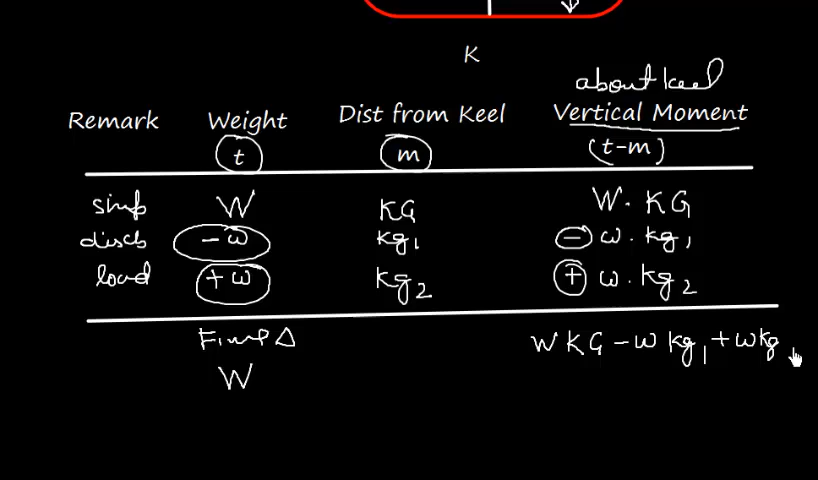 K
about keel
Remark Weight Dist from Keel Vertical Moment
t m (t-m)
ship W KG W. KG
disch -w kg1 - w. kg1
load +w kg2 + w. kg2
Final Δ W KG - w kg1 + w kg
W